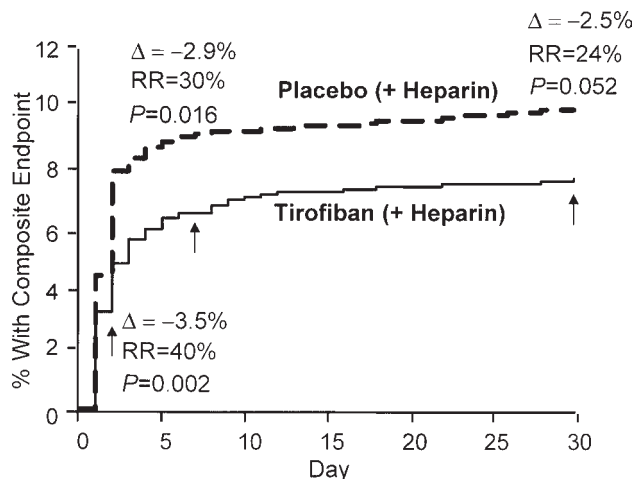 Δ = −2.5%
RR=24%
P=0.052
Δ = −2.9%
RR=30%
P=0.016
Placebo (+ Heparin)
Tirofiban (+ Heparin)
Δ = −3.5%
RR=40%
P=0.002
% With Composite Endpoint
12
10
8
6
4
2
0
0
5
10
15
20
25
30
Day